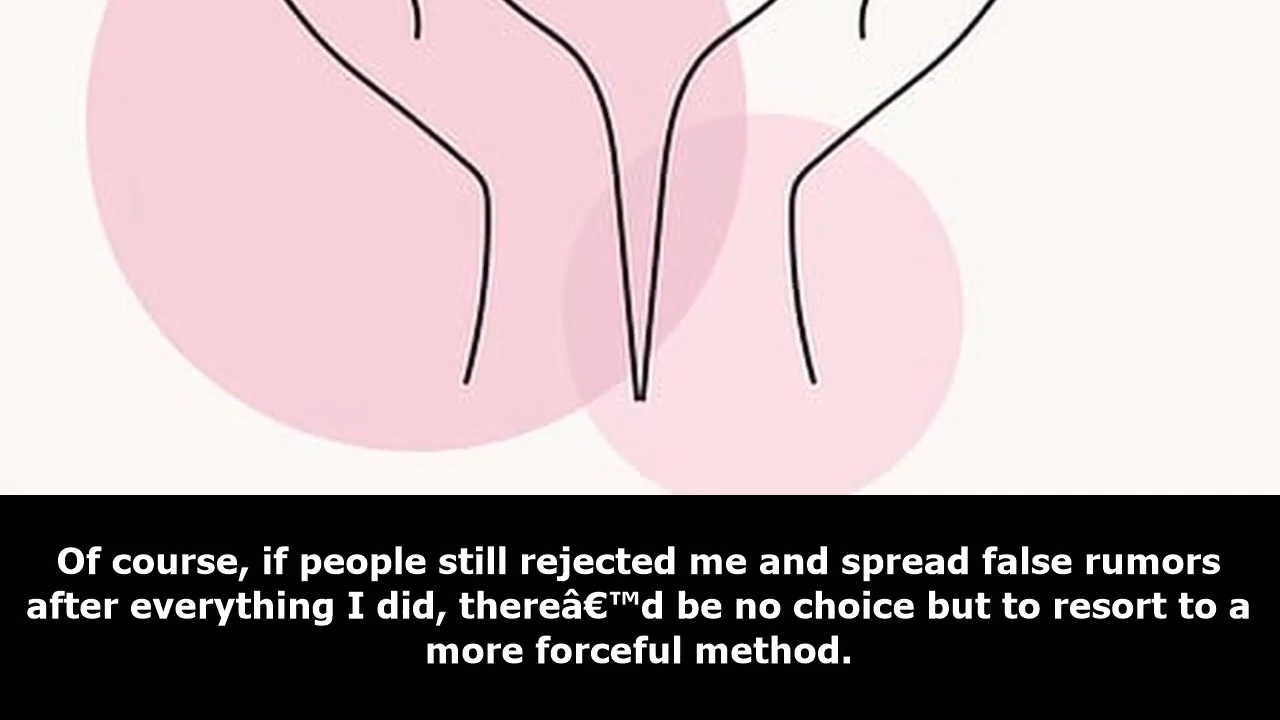 Of course, if people still rejected me and spread false rumors
after everything I did, thereâ€™d be no choice but to resort to a
more forceful method.